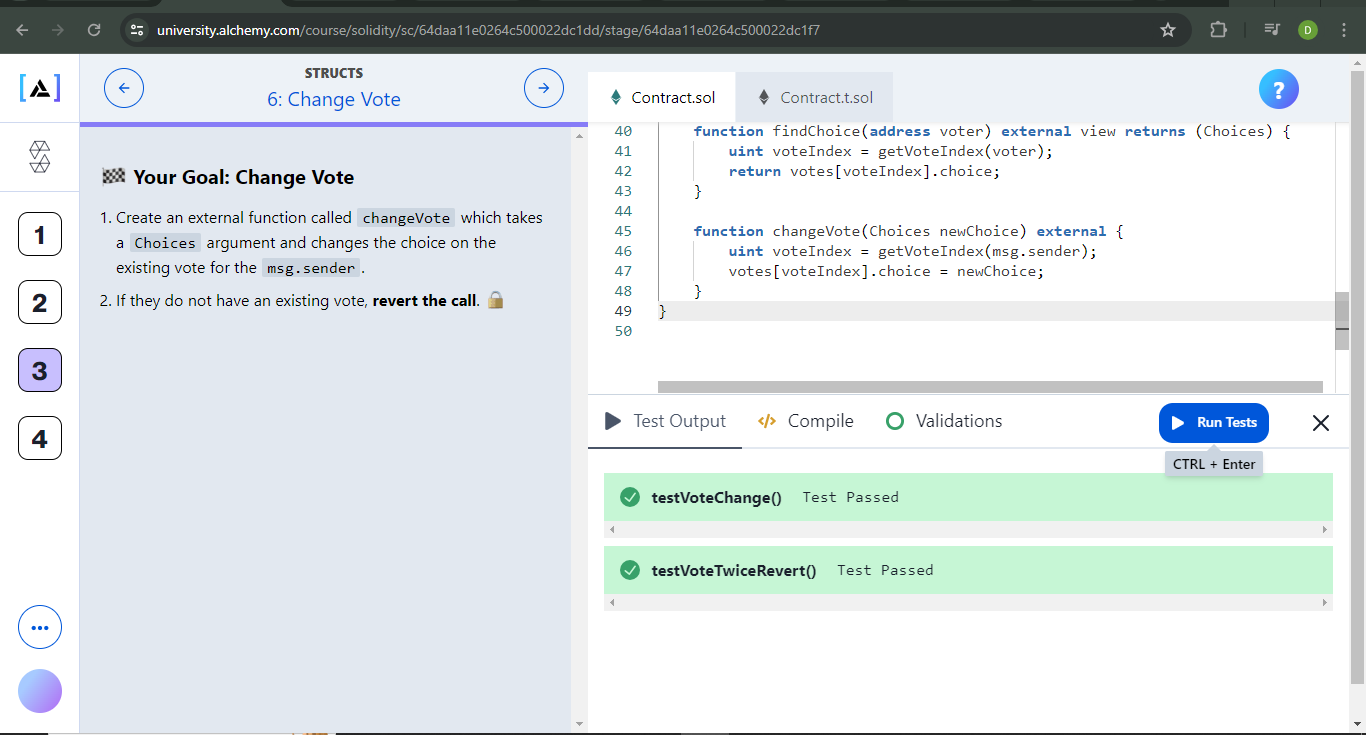 university.alchemy.com/course/solidity/sc/64daa11e0264c500022dc1dd/stage/64daa11e0264c500022dc1f7
D
STRUCTS
6: Change Vote
Your Goal: Change Vote
1. Create an external function called changeVote which takes
a Choices argument and changes the choice on the
existing vote for the msg.sender.
2. If they do not have an existing vote, revert the call.
1
2
3
4
Contract.sol
Contract.t.sol
?
40 function findChoice(address voter) external view returns (Choices) {
41 uint voteIndex = getVoteIndex(voter);
42 return votes[voteIndex].choice;
43 }
44
45 function changeVote(Choices newChoice) external {
46 uint voteIndex = getVoteIndex(msg.sender);
47 votes[voteIndex].choice = newChoice;
48 }
49 }
50
Test Output
</> Compile
Validations
Run Tests
CTRL + Enter
testVoteChange() Test Passed
testVoteTwiceRevert() Test Passed